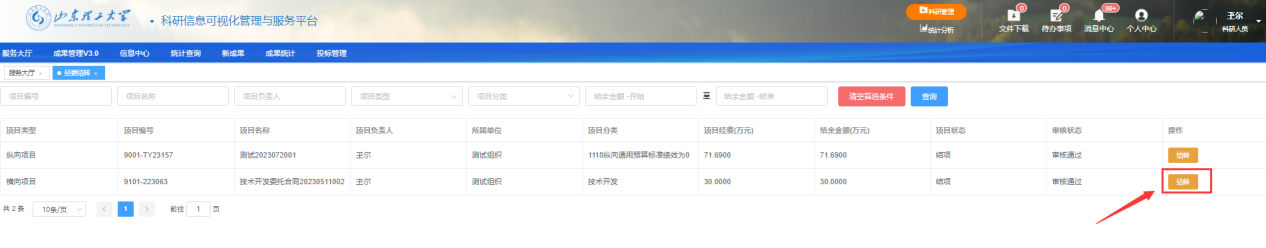 山东理工大学 · 科研信息可视化管理与服务平台
科研管理
统计分析
0 0 99+
文件下载 待办事项 消息中心 个人中心
王尔
科研人员
服务大厅 成果管理V3.0 信息中心 统计查询 新成果 成果统计 投标管理
服务大厅 × 经费结转 ×
项目编号 项目名称 项目负责人 项目类型 项目分类 结余金额 -开始 至 结余金额 -结束 清空筛选条件 查询
项目类型 项目编号 项目名称 项目负责人 所属单位 项目分类 项目经费(万元) 结余金额(万元) 项目状态 审核状态 操作
纵向项目 9001-TY23157 测试2023072001 王尔 测试组织 1118纵向通用预算标准绩效为0 71.6900 71.6900 结项 审核通过 结转
横向项目 9101-223063 技术开发委托合同20230511002 王尔 测试组织 技术开发 30.0000 30.0000 结项 审核通过 结转
共 2 条 10条/页 < 1 > 前往 1 页